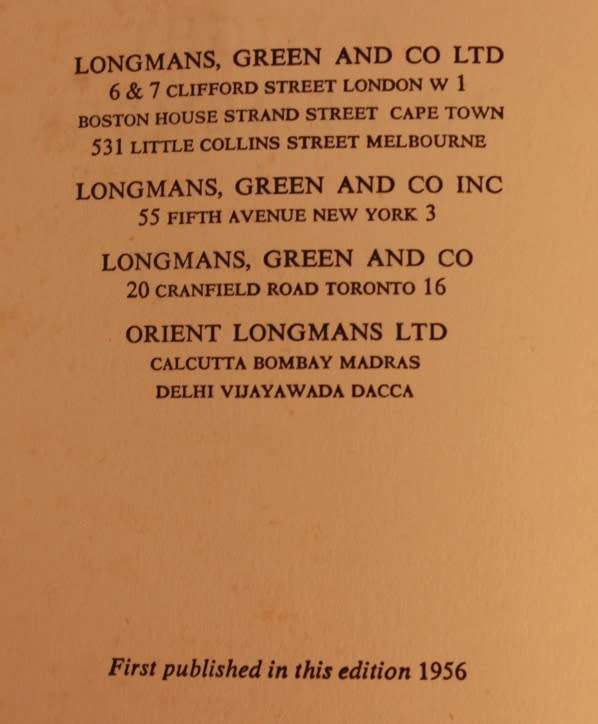 LONGMANS, GREEN AND CO LTD
6 & 7 CLIFFORD STREET LONDON W 1
BOSTON HOUSE STRAND STREET CAPE TOWN
531 LITTLE COLLINS STREET MELBOURNE
LONGMANS, GREEN AND CO INC
55 FIFTH AVENUE NEW YORK 3
LONGMANS, GREEN AND CO
20 CRANFIELD ROAD TORONTO 16
ORIENT LONGMANS LTD
CALCUTTA BOMBAY MADRAS
DELHI VIJAYAWADA DACCA
First published in this edition 1956